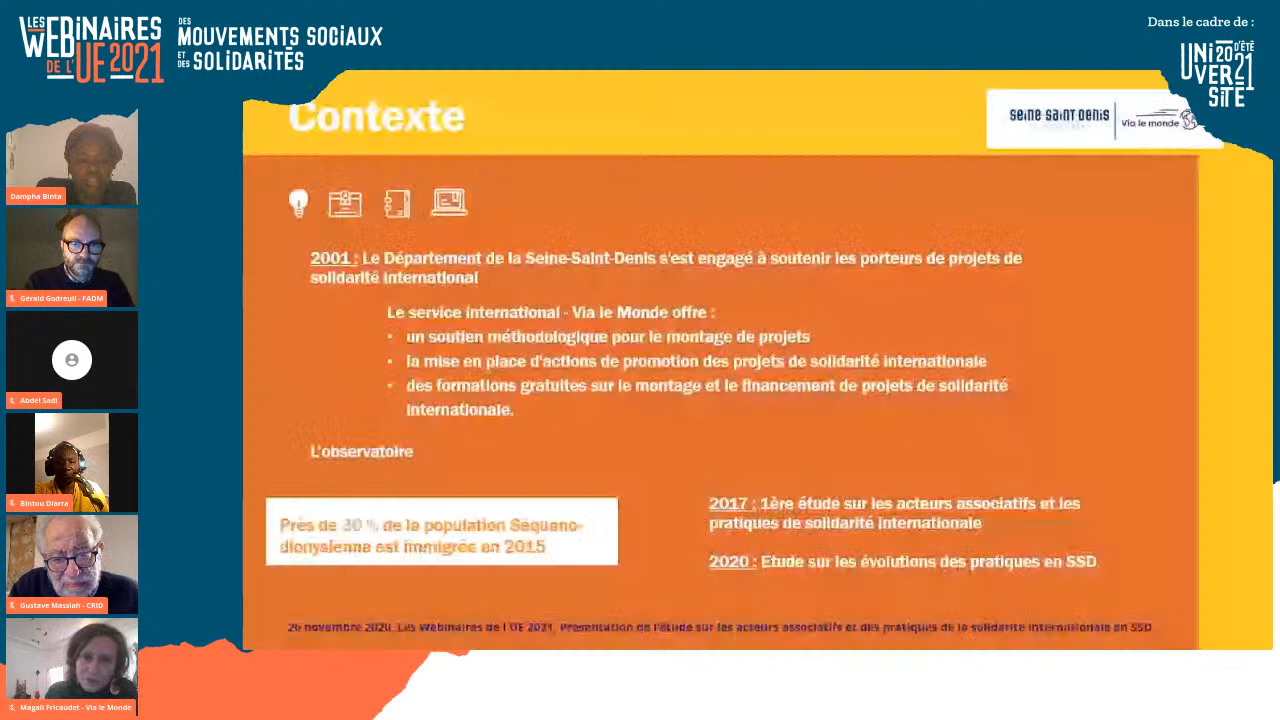 LES WEBINAIRES DE L'UE 2021
DES MOUVEMENTS SOCIAUX
ET DES SOLIDARITÉS
Dans le cadre de :
UNIVERSITÉ D'ÉTÉ 2021
Contexte
seine saint denis
Via le monde
2001 : Le Département de la Seine-Saint-Denis s'est engagé à soutenir les porteurs de projets de
solidarité international
Le service international - Via le Monde offre :
• un soutien méthodologique pour le montage de projets
• la mise en place d'actions de promotion des projets de solidarité internationale
• des formations gratuites sur le montage et le financement de projets de solidarité
internationale.
L'observatoire
Près de 30 % de la population Séquano-
dionysienne est immigrée en 2015
2017 : 1ère étude sur les acteurs associatifs et les
pratiques de solidarité internationale
2020 : Etude sur les évolutions des pratiques en SSD
26 novembre 2020, Les Webinaires de l'UE 2021, Présentation de l'étude sur les acteurs associatifs et des pratiques de la solidarité internationale en SSD
Dampha Binta
Gérald Godreuil - FADM
Abdel Sadi
Bintou Diarra
Gustave Massiah - CRID
Magali Fricaudet - Via le Monde